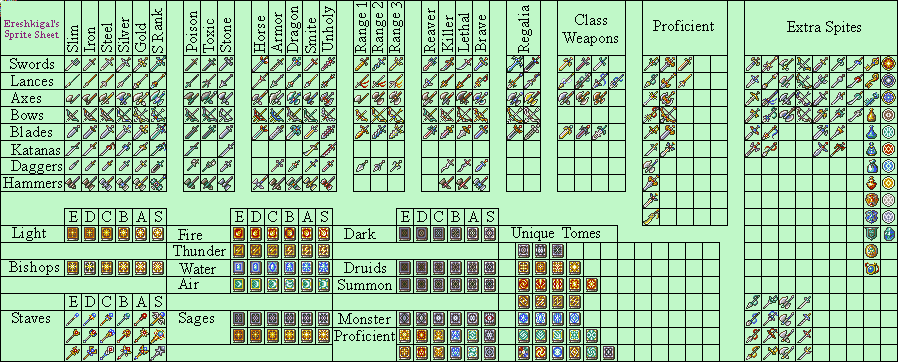 Ereshkigal's
Sprite Sheet
Slim
Iron
Steel
Silver
Gold
S Rank
Poison
Toxic
Stone
Horse
Armor
Dragon
Smite
Unholy
Range 1
Range 2
Range 3
Reaver
Killer
Lethal
Brave
Regalia
Class
Weapons
Proficient
Extra Spites
Swords
Lances
Axes
Bows
Blades
Katanas
Daggers
Hammers
E D C B A S
E D C B A S
E D C B A S
Light
Fire
Dark
Unique Tomes
Thunder
Bishops
Water
Druids
Air
Summon
E D C B A S
Staves
Sages
Monster
Proficient